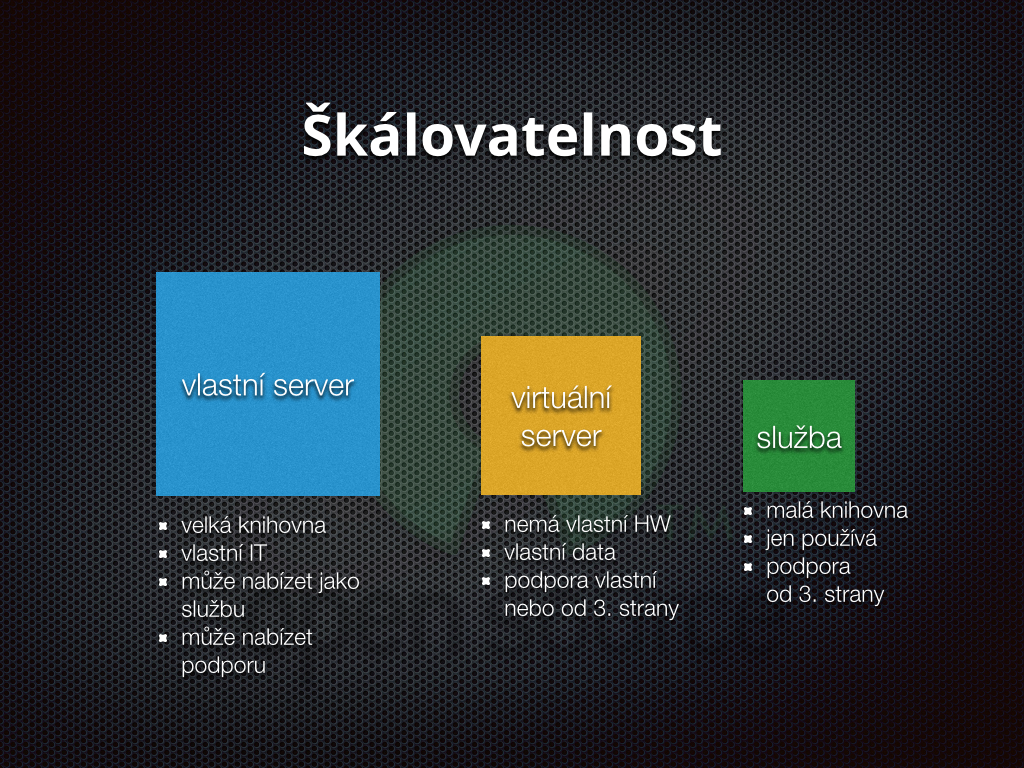 Škálovatelnost
vlastní server
velká knihovna
vlastní IT
může nabízet jako
službu
může nabízet
podporu
virtuální
server
nemá vlastní HW
vlastní data
podpora vlastní
nebo od 3. strany
služba
malá knihovna
jen používá
podpora
od 3. strany